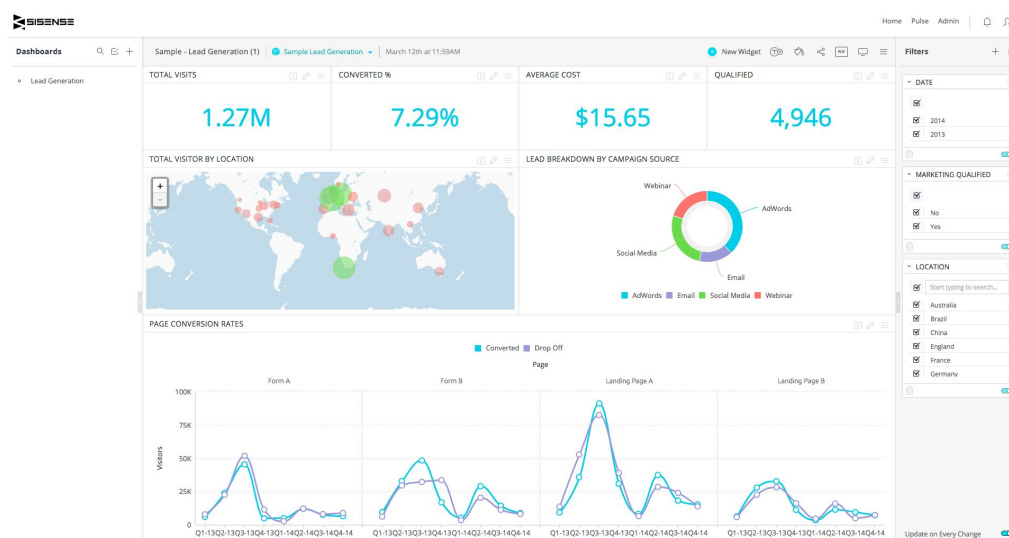 SISENSE
Home Pulse Admin
Dashboards
Lead Generation
Sample - Lead Generation (1) Sample Lead Generation March 12th at 11:59AM
New Widget PDF
TOTAL VISITS
1.27M
CONVERTED %
7.29%
AVERAGE COST
$15.65
QUALIFIED
4,946
TOTAL VISITOR BY LOCATION
+
−
LEAD BREAKDOWN BY CAMPAIGN SOURCE
Webinar
AdWords
Social Media
Email
AdWords Email Social Media Webinar
PAGE CONVERSION RATES
Converted Drop Off
Page
Form A Form B Landing Page A Landing Page B
Visitors
100K
75K
50K
25K
0
Q1-13Q2-13Q3-13Q4-13Q1-14Q2-14Q3-14Q4-14 Q1-13Q2-13Q3-13Q4-13Q1-14Q2-14Q3-14Q4-14 Q1-13Q2-13Q3-13Q4-13Q1-14Q2-14Q3-14Q4-14 Q1-13Q2-13Q3-13Q4-13Q1-14Q2-14Q3-14Q4-14
Filters
DATE
2014
2013
MARKETING QUALIFIED
No
Yes
LOCATION
Start typing to search...
Australia
Brazil
China
England
France
Germany
Update on Every Change